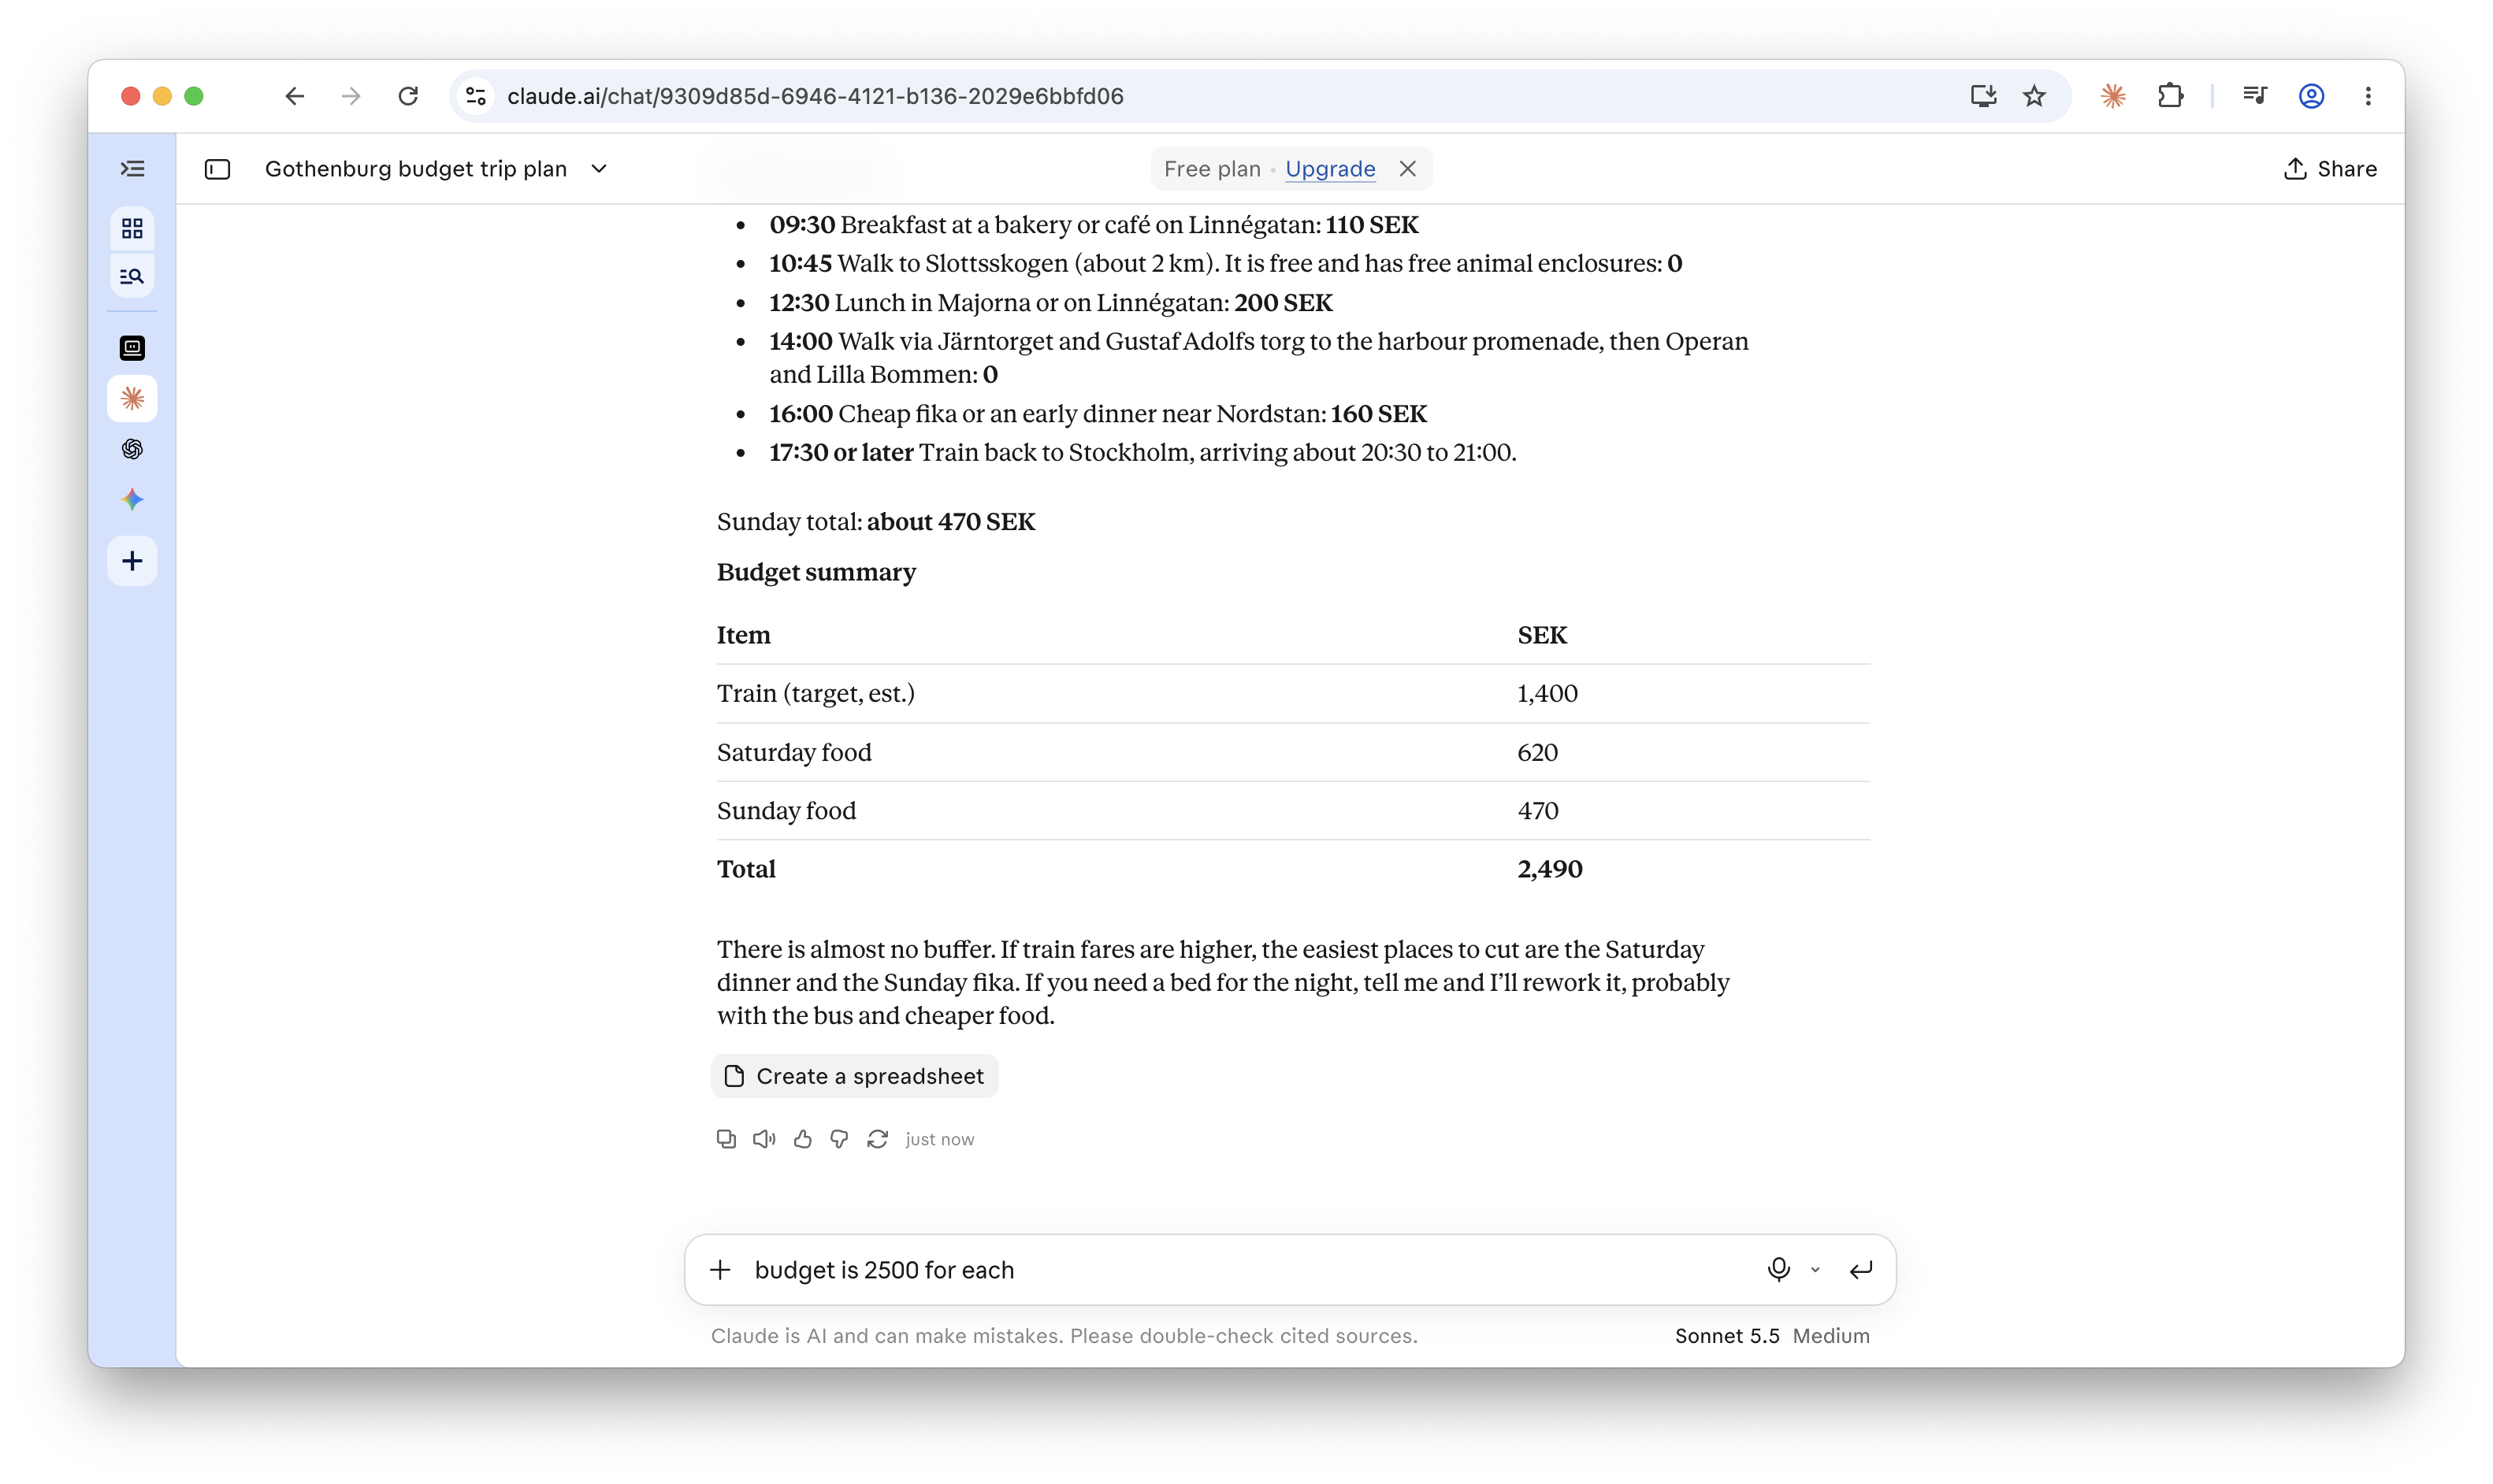 claude.ai/chat/9309d85d-6946-4121-b136-2029e6bbfd06
Gothenburg budget trip plan
Free plan · Upgrade
Share
• 09:30 Breakfast at a bakery or café on Linnégatan: 110 SEK
• 10:45 Walk to Slottsskogen (about 2 km). It is free and has free animal enclosures: 0
• 12:30 Lunch in Majorna or on Linnégatan: 200 SEK
• 14:00 Walk via Järntorget and Gustaf Adolfs torg to the harbour promenade, then Operan
and Lilla Bommen: 0
• 16:00 Cheap fika or an early dinner near Nordstan: 160 SEK
• 17:30 or later Train back to Stockholm, arriving about 20:30 to 21:00.
Sunday total: about 470 SEK
Budget summary
Item SEK
Train (target, est.) 1,400
Saturday food 620
Sunday food 470
Total 2,490
There is almost no buffer. If train fares are higher, the easiest places to cut are the Saturday
dinner and the Sunday fika. If you need a bed for the night, tell me and I’ll rework it, probably
with the bus and cheaper food.
Create a spreadsheet
just now
budget is 2500 for each
Claude is AI and can make mistakes. Please double-check cited sources.
Sonnet 5.5 Medium